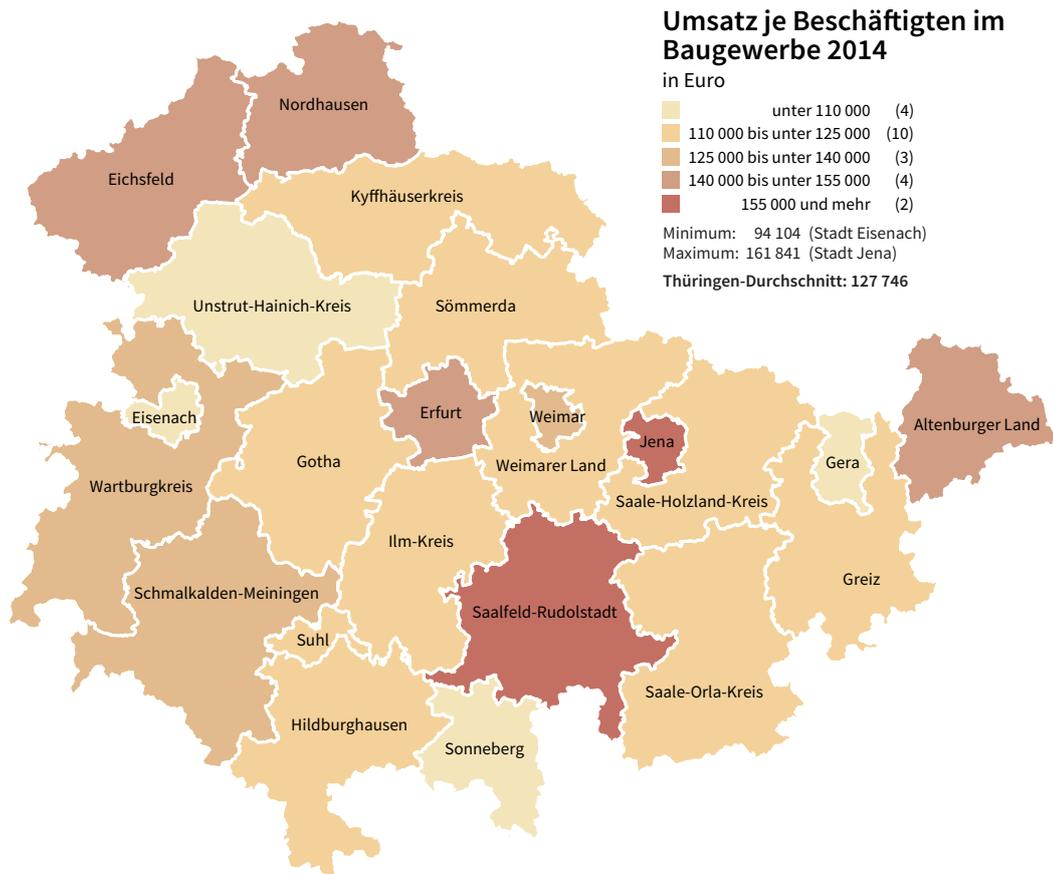 Umsatz je Beschäftigten im
Baugewerbe 2014
in Euro
unter 110 000 (4)
110 000 bis unter 125 000 (10)
125 000 bis unter 140 000 (3)
140 000 bis unter 155 000 (4)
155 000 und mehr (2)
Minimum: 94 104 (Stadt Eisenach)
Maximum: 161 841 (Stadt Jena)
Thüringen-Durchschnitt: 127 746
Nordhausen
Eichsfeld
Kyffhäuserkreis
Unstrut-Hainich-Kreis
Sömmerda
Eisenach
Erfurt
Weimar
Altenburger Land
Jena
Gotha
Weimarer Land
Gera
Wartburgkreis
Saale-Holzland-Kreis
Ilm-Kreis
Greiz
Schmalkalden-Meiningen
Saalfeld-Rudolstadt
Suhl
Saale-Orla-Kreis
Hildburghausen
Sonneberg